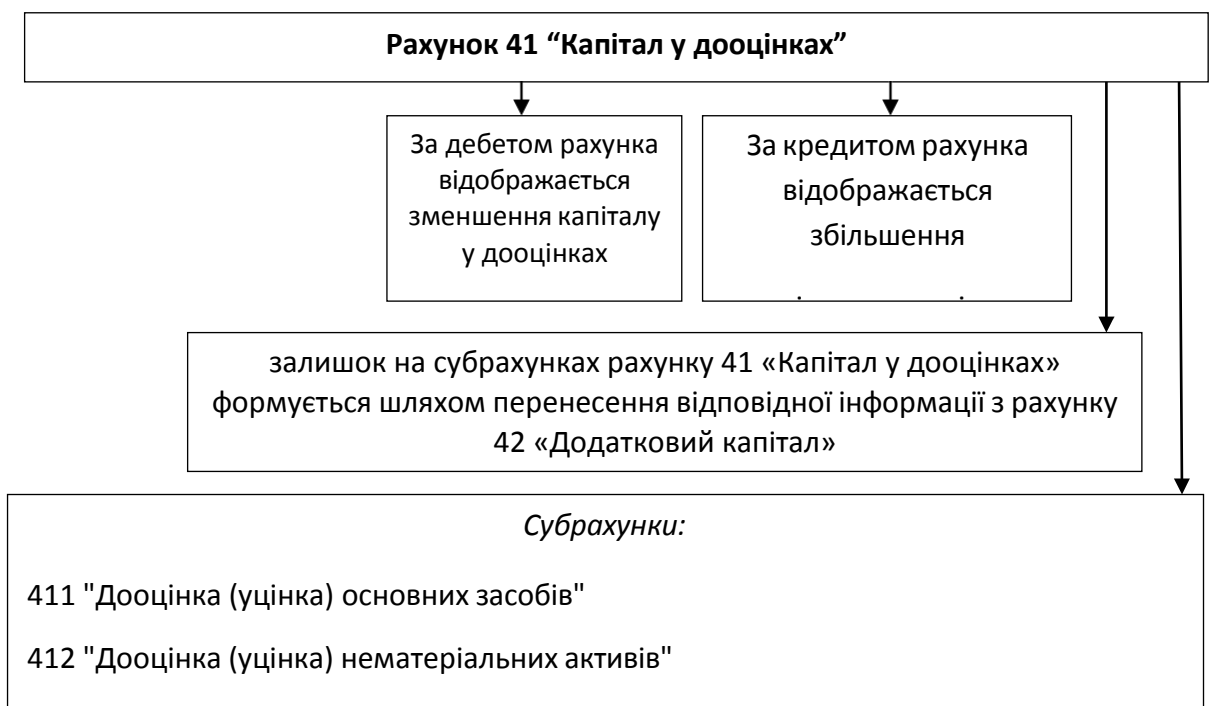 Рахунок 41 “Капітал у дооцінках”
За дебетом рахунка
відображається
зменшення капіталу
у дооцінках
За кредитом рахунка
відображається
збільшення
залишок на субрахунках рахунку 41 «Капітал у дооцінках»
формується шляхом перенесення відповідної інформації з рахунку
42 «Додатковий капітал»
Субрахунки:
411 "Дооцінка (уцінка) основних засобів"
412 "Дооцінка (уцінка) нематеріальних активів"